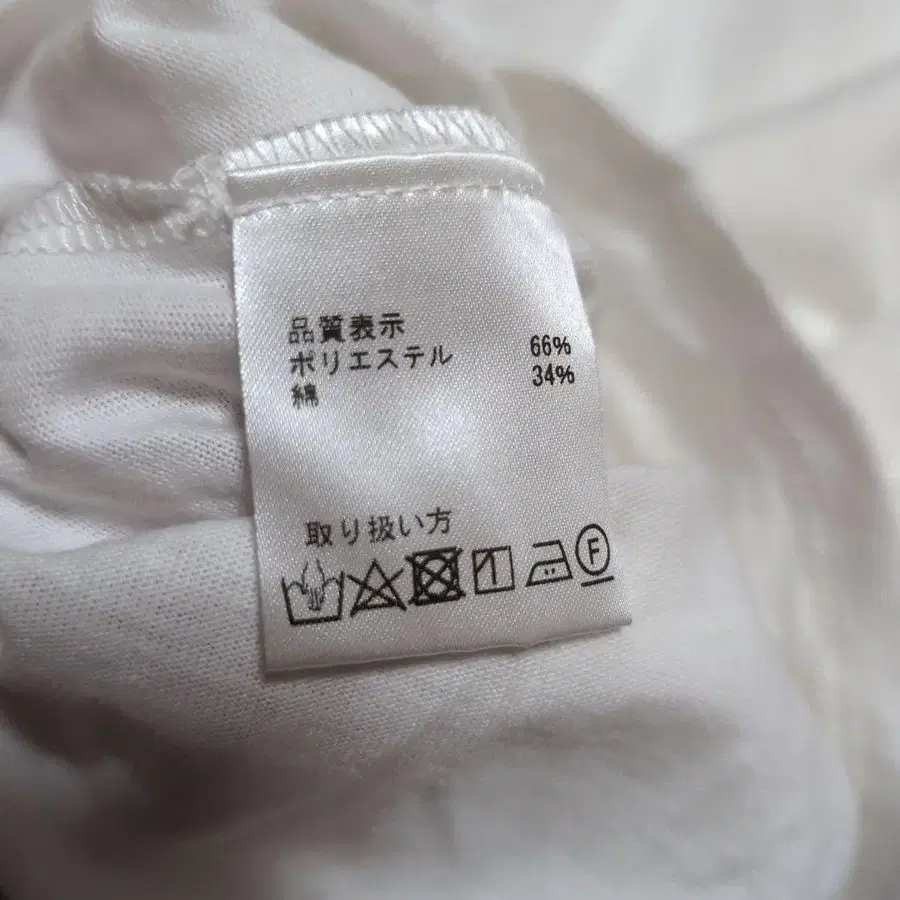 品質表示
ポリエステル 66%
綿 34%
取り扱い方
F